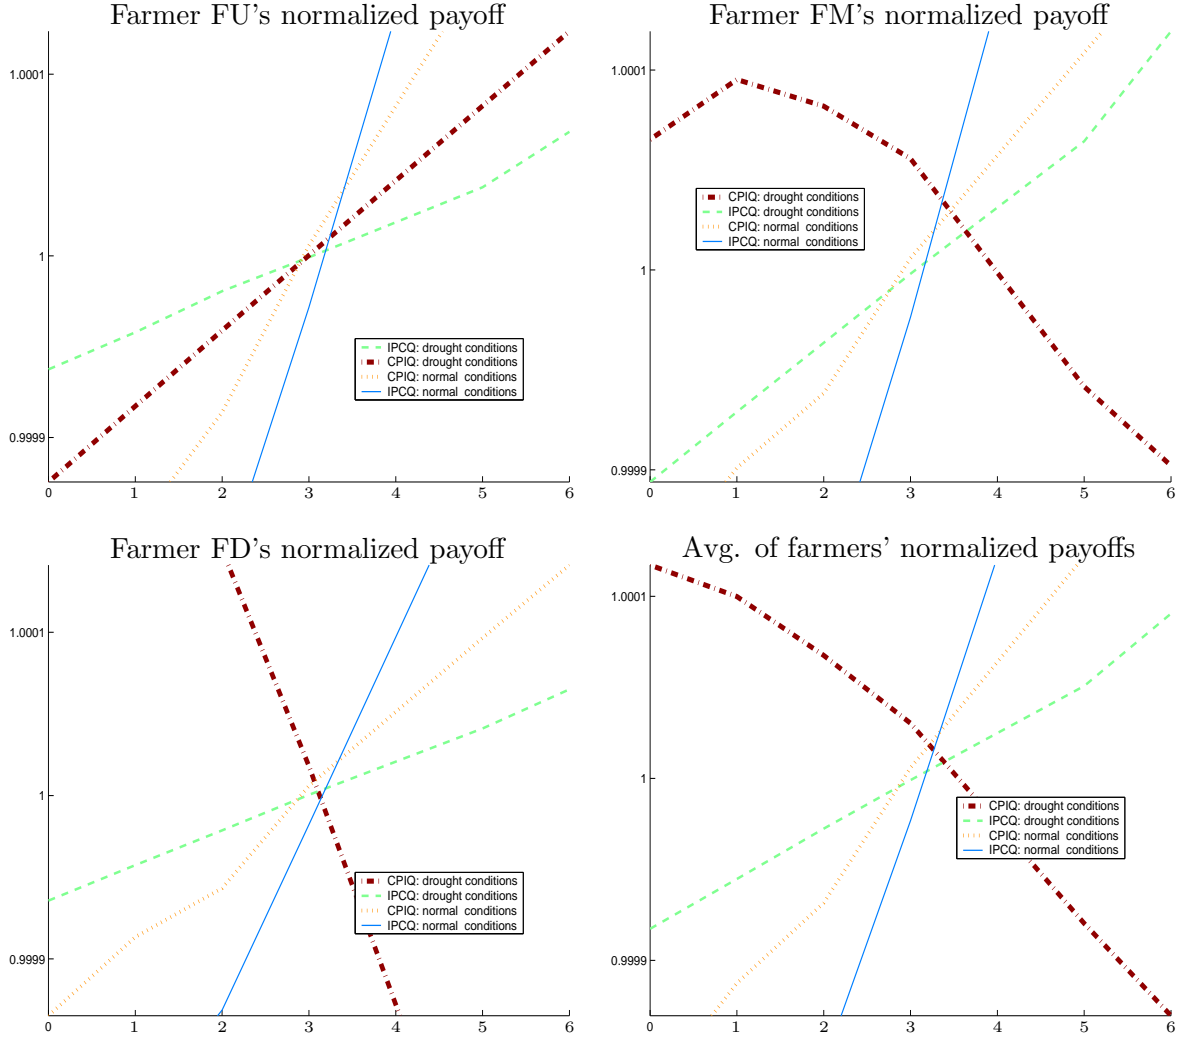 Farmer FU's normalized payoff
1.0001
1
0.9999
0 1 2 3 4 5 6
IPCQ: drought conditions
CPIQ: drought conditions
CPIQ: normal conditions
IPCQ: normal conditions
Farmer FM's normalized payoff
1.0001
1
0.9999
0 1 2 3 4 5 6
CPIQ: drought conditions
IPCQ: drought conditions
CPIQ: normal conditions
IPCQ: normal conditions
Farmer FD's normalized payoff
1.0001
1
0.9999
0 1 2 3 4 5 6
CPIQ: drought conditions
IPCQ: drought conditions
CPIQ: normal conditions
IPCQ: normal conditions
Avg. of farmers' normalized payoffs
1.0001
1
0.9999
0 1 2 3 4 5 6
CPIQ: drought conditions
IPCQ: drought conditions
CPIQ: normal conditions
IPCQ: normal conditions